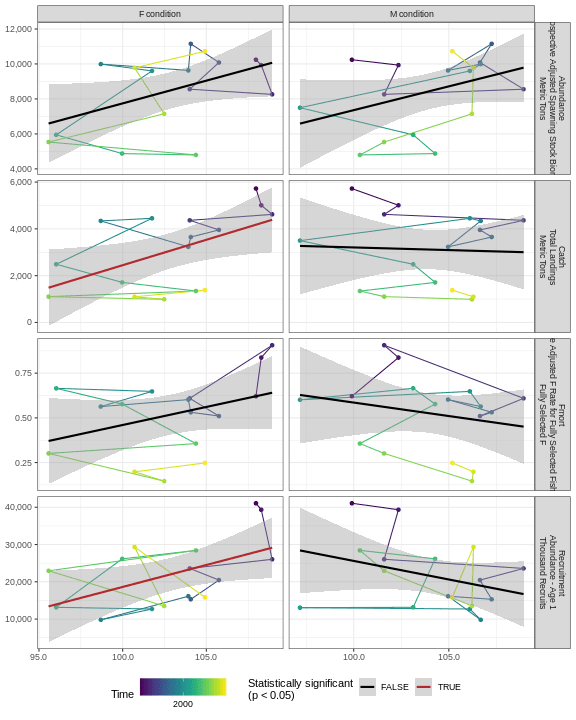 F condition
M condition
12,000
10,000
8,000
6,000
4,000
Abundance
Adjusted Spawning Stock
Metric Tons
6,000
4,000
2,000
0
Catch
Total Landings
Metric Tons
0.75
0.50
0.25
Fmort
Adjusted F Rate for Fully Selected
Fully Selected F
40,000
30,000
20,000
10,000
Recruitment
Abundance - Age 1
Thousand Recruits
95.0
100.0
105.0
100.0
105.0
Time
2000
Statistically significant
(p < 0.05)
FALSE
TRUE